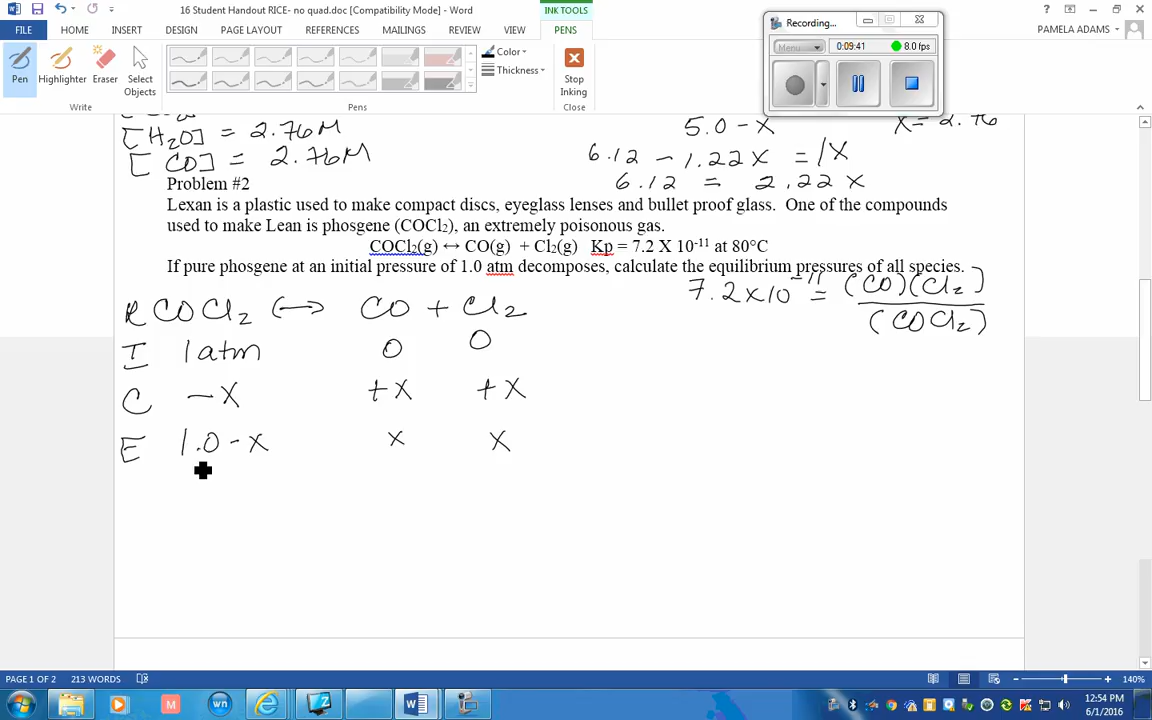 16 Student Handout RICE- no quad.doc [Compatibility Mode] - Word
INK TOOLS
FILE HOME INSERT DESIGN PAGE LAYOUT REFERENCES MAILINGS REVIEW VIEW PENS
PAMELA ADAMS
Recording...
Menu 0:09:41 8.0 fps
Pen Highlighter Eraser Select Objects
Color
Thickness
Stop Inking
Write Pens Close
[H2O] = 2.76M
[CO] = 2.76M
5.0 - X
X = 2.76
6.12 - 1.22X = 1X
6.12 = 2.22X
Problem #2
Lexan is a plastic used to make compact discs, eyeglass lenses and bullet proof glass. One of the compounds
used to make Lean is phosgene (COCl2), an extremely poisonous gas.
COCl2(g) ↔ CO(g) + Cl2(g) Kp = 7.2 X 10-11 at 80°C
If pure phosgene at an initial pressure of 1.0 atm decomposes, calculate the equilibrium pressures of all species.
7.2x10-11 = (CO)(Cl2)
(COCl2)
R COCl2 ↔ CO + Cl2
I 1atm 0 0
C -X +X +X
E 1.0-X X X
PAGE 1 OF 2 213 WORDS
140%
12:54 PM
6/1/2016